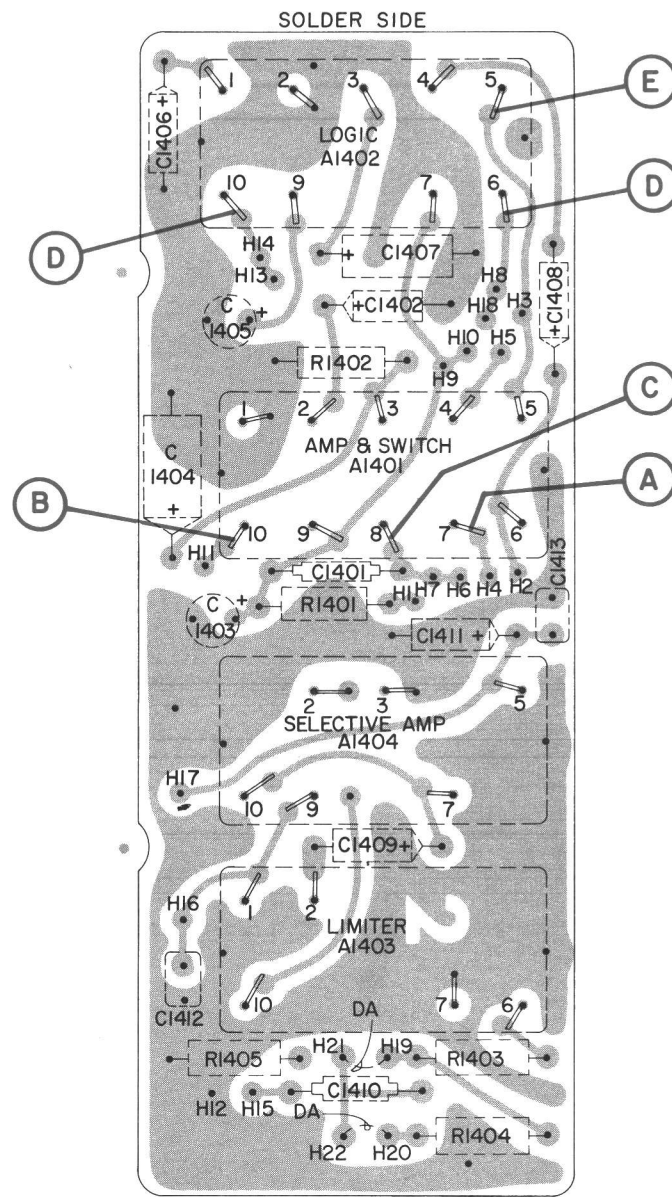 SOLDER SIDE
1 2 3 4 5
E
C1406 +
LOGIC
A1402
10 9 7 6
D
D
H14
H13
+ C1407
H8
C
1405
+
+C1402
H18
H3
+C1408
R1402
H10
H5
H9
C
1 2 3 4 5
AMP & SWITCH
A1401
C
1404
+
A
B
10 9 8 7 6
H11
C1401
H7 H6 H4 H2
C1413
C
1403
+
R1401
H1
C1411 +
2 3 5
SELECTIVE AMP
A1404
H17
10 9 7
C1409+
1 2
H16
LIMITER
A1403
2
10 7 6
C1412
DA
R1405
H21
H19
R1403
H12
H15
C1410
DA
H22
H20
R1404